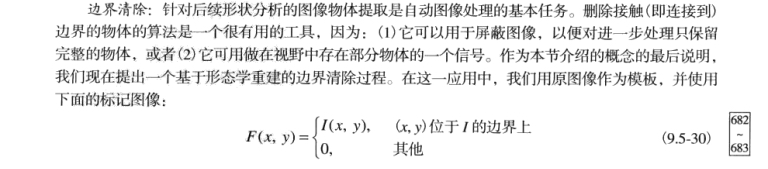 边界清除：针对后续形状分析的图像物体提取是自动图像处理的基本任务。删除接触(即连接到)
边界的物体的算法是一个很有用的工具，因为：(1)它可以用于屏蔽图像，以便对进一步处理只保留
完整的物体，或者(2)它可用做在视野中存在部分物体的一个信号。作为本节介绍的概念的最后说明，
我们现在提出一个基于形态学重建的边界清除过程。在这一应用中，我们用原图像作为模板，并使用
下面的标记图像：
F(x, y)={I(x, y), (x, y)位于 I 的边界上
0, 其他
(9.5-30)
682
~
683